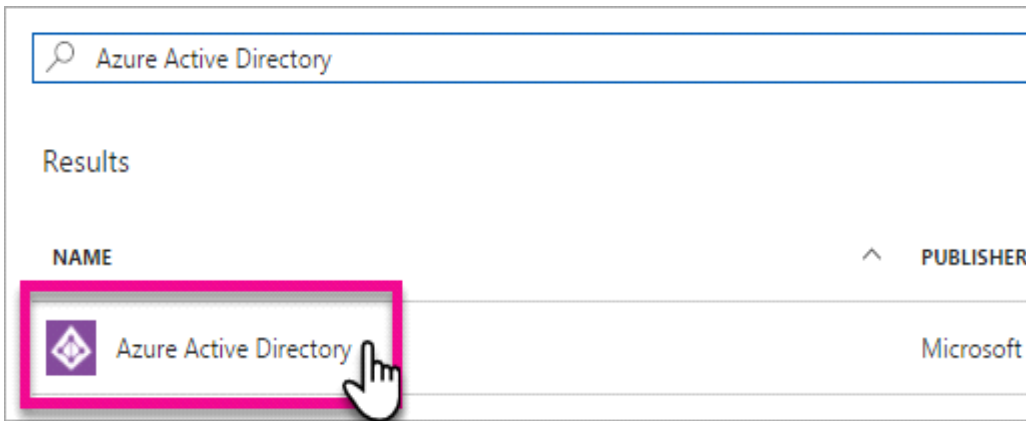 Azure Active Directory
Results
NAME PUBLISHER
Azure Active Directory Microsoft